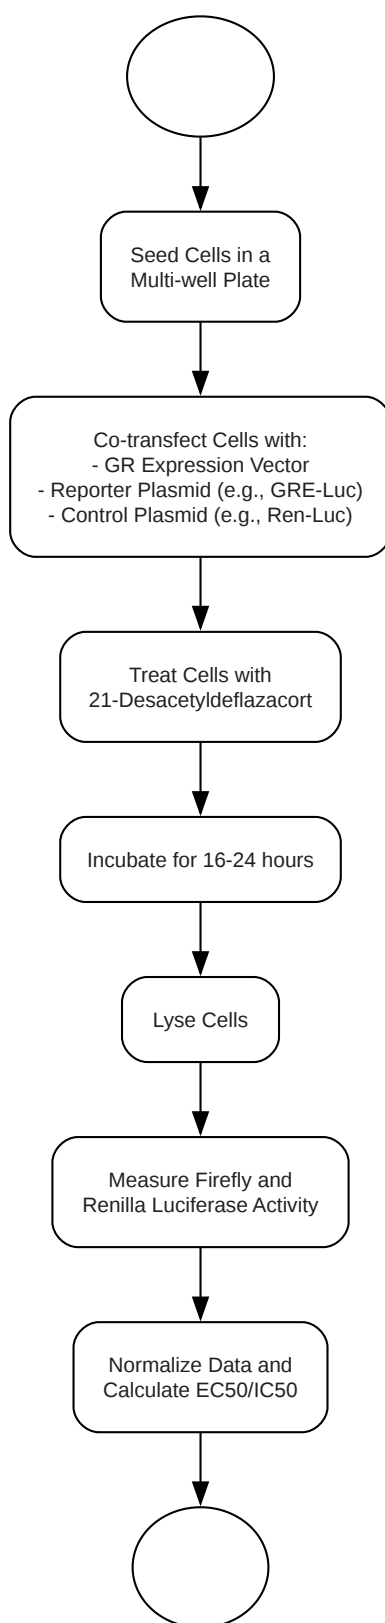 Seed Cells in a
Multi-well Plate
Co-transfect Cells with:
- GR Expression Vector
- Reporter Plasmid (e.g., GRE-Luc)
- Control Plasmid (e.g., Ren-Luc)
Treat Cells with
21-Desacetyldeflazacort
Incubate for 16-24 hours
Lyse Cells
Measure Firefly and
Renilla Luciferase Activity
Normalize Data and
Calculate EC50/IC50